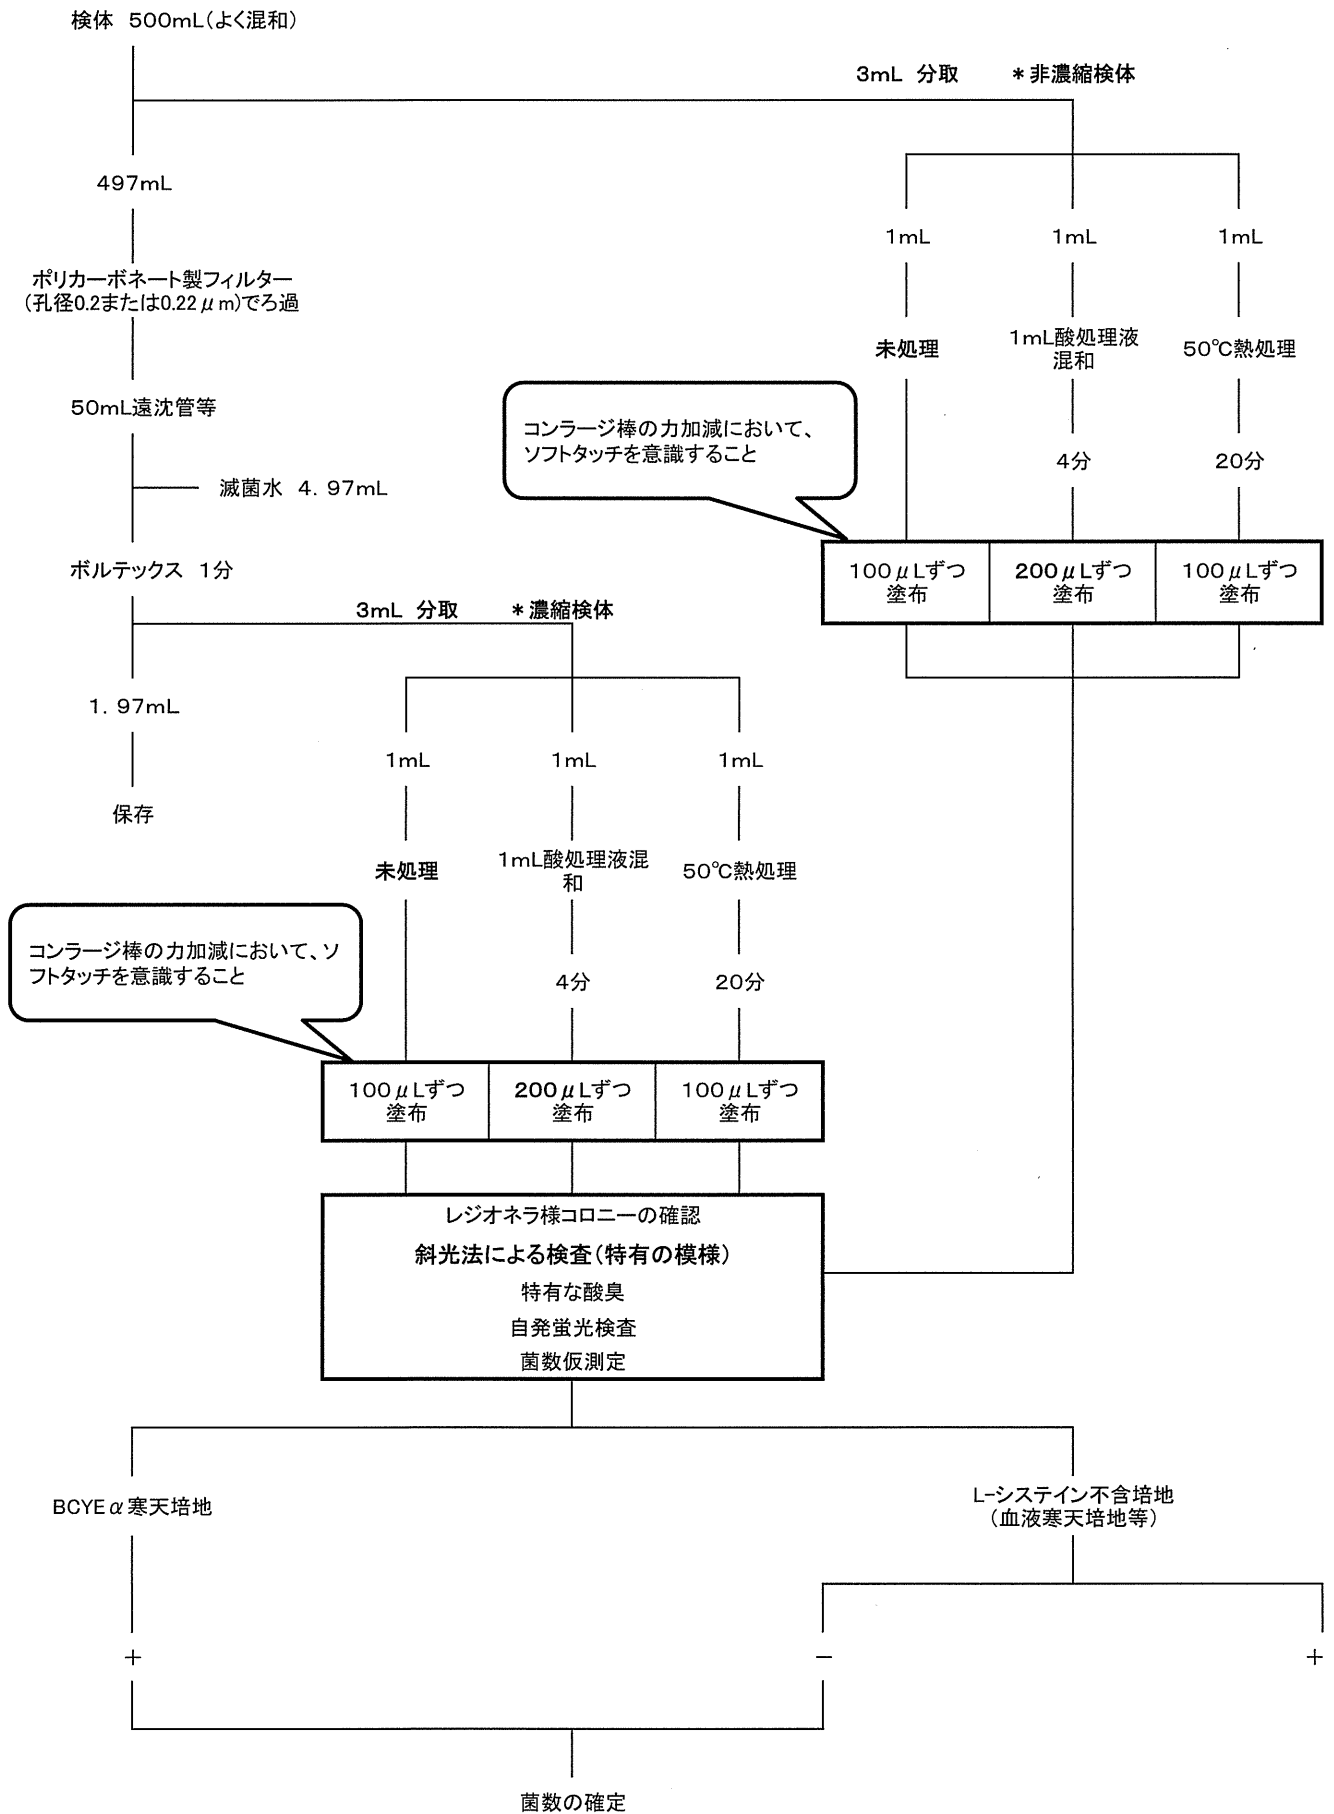 検体 500mL(よく混和)
3mL 分取 *非濃縮検体
497mL
1mL 1mL 1mL
ポリカーボネート製フィルター
(孔径0.2または0.22μm)でろ過
未処理
1mL酸処理液
混和
50℃熱処理
50mL遠沈管等
コンラージ棒の力加減において、
ソフトタッチを意識すること
4分 20分
滅菌水 4.97mL
100μLずつ
塗布
200μLずつ
塗布
100μLずつ
塗布
ボルテックス 1分
3mL 分取 *濃縮検体
1.97mL
1mL 1mL 1mL
保存
未処理
1mL酸処理液混
和
50℃熱処理
コンラージ棒の力加減において、ソ
フトタッチを意識すること
4分 20分
100μLずつ
塗布
200μLずつ
塗布
100μLずつ
塗布
レジオネラ様コロニーの確認
斜光法による検査(特有の模様)
特有な酸臭
自発蛍光検査
菌数仮測定
BCYEα寒天培地
L-システイン不含培地
(血液寒天培地等)
+ − +
菌数の確定